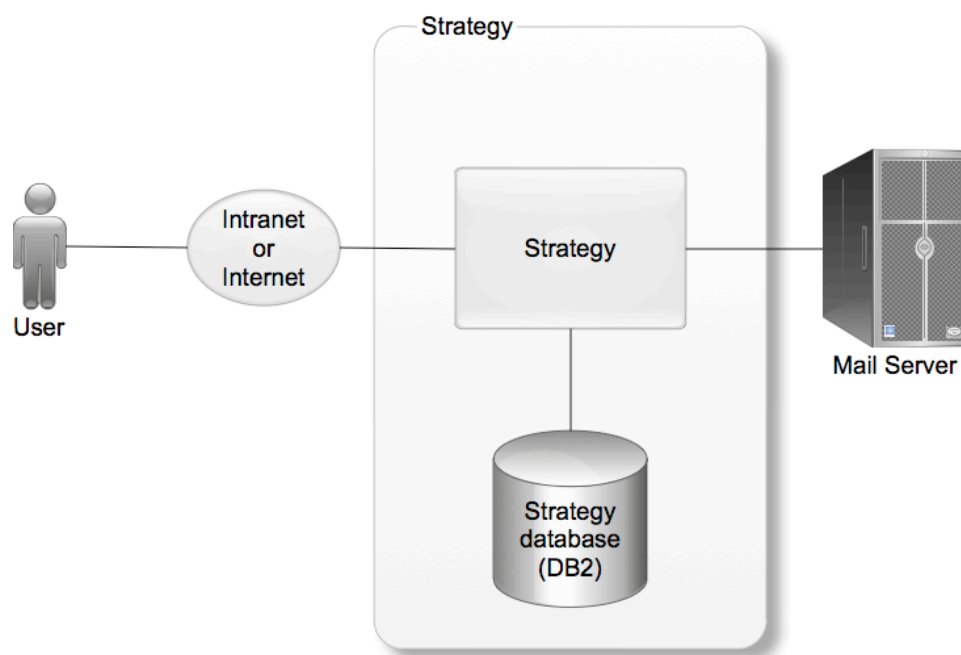 Strategy
Intranet
or
Internet
Strategy
User
Mail Server
Strategy
database
(DB2)